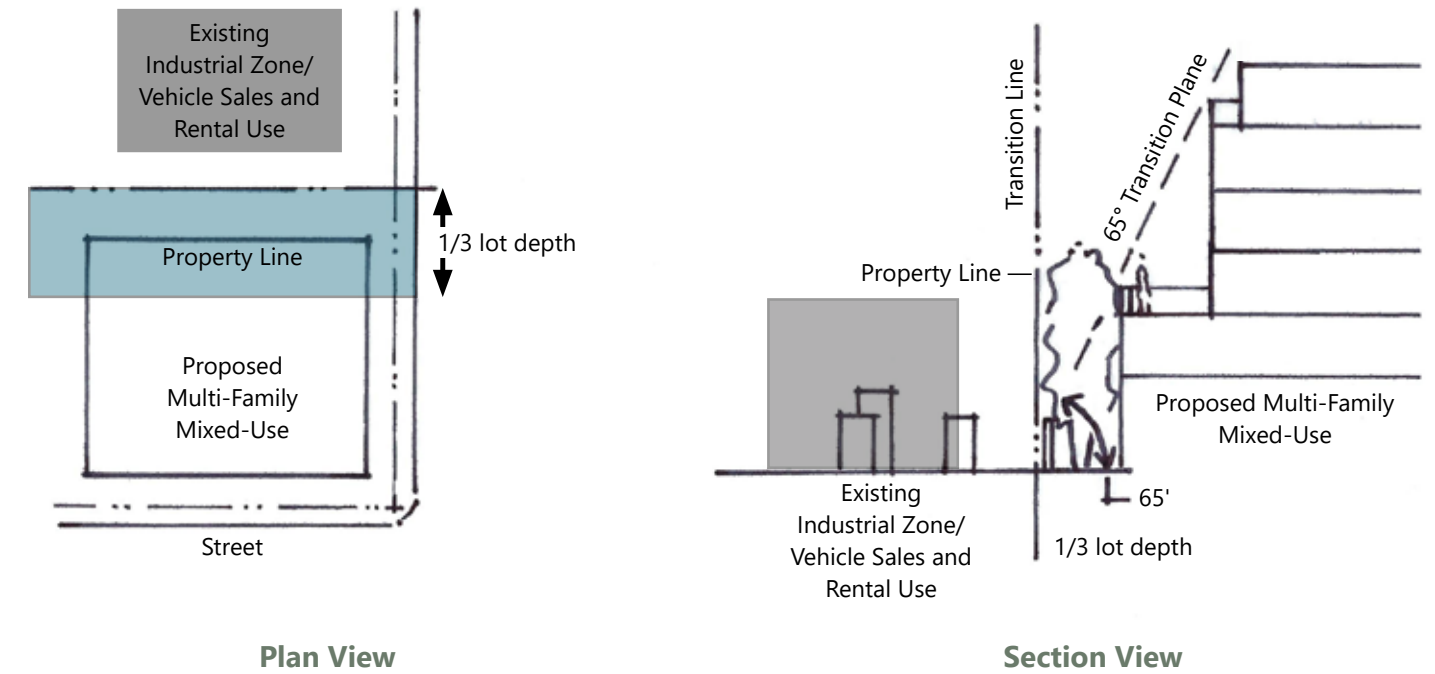 Existing
Industrial Zone/
Vehicle Sales and
Rental Use
1/3 lot depth
Property Line
Proposed
Multi-Family
Mixed-Use
Street
Plan View
Transition Line
65° Transition Plane
Property Line
Proposed Multi-Family
Mixed-Use
65'
Existing
Industrial Zone/
Vehicle Sales and
Rental Use
1/3 lot depth
Section View